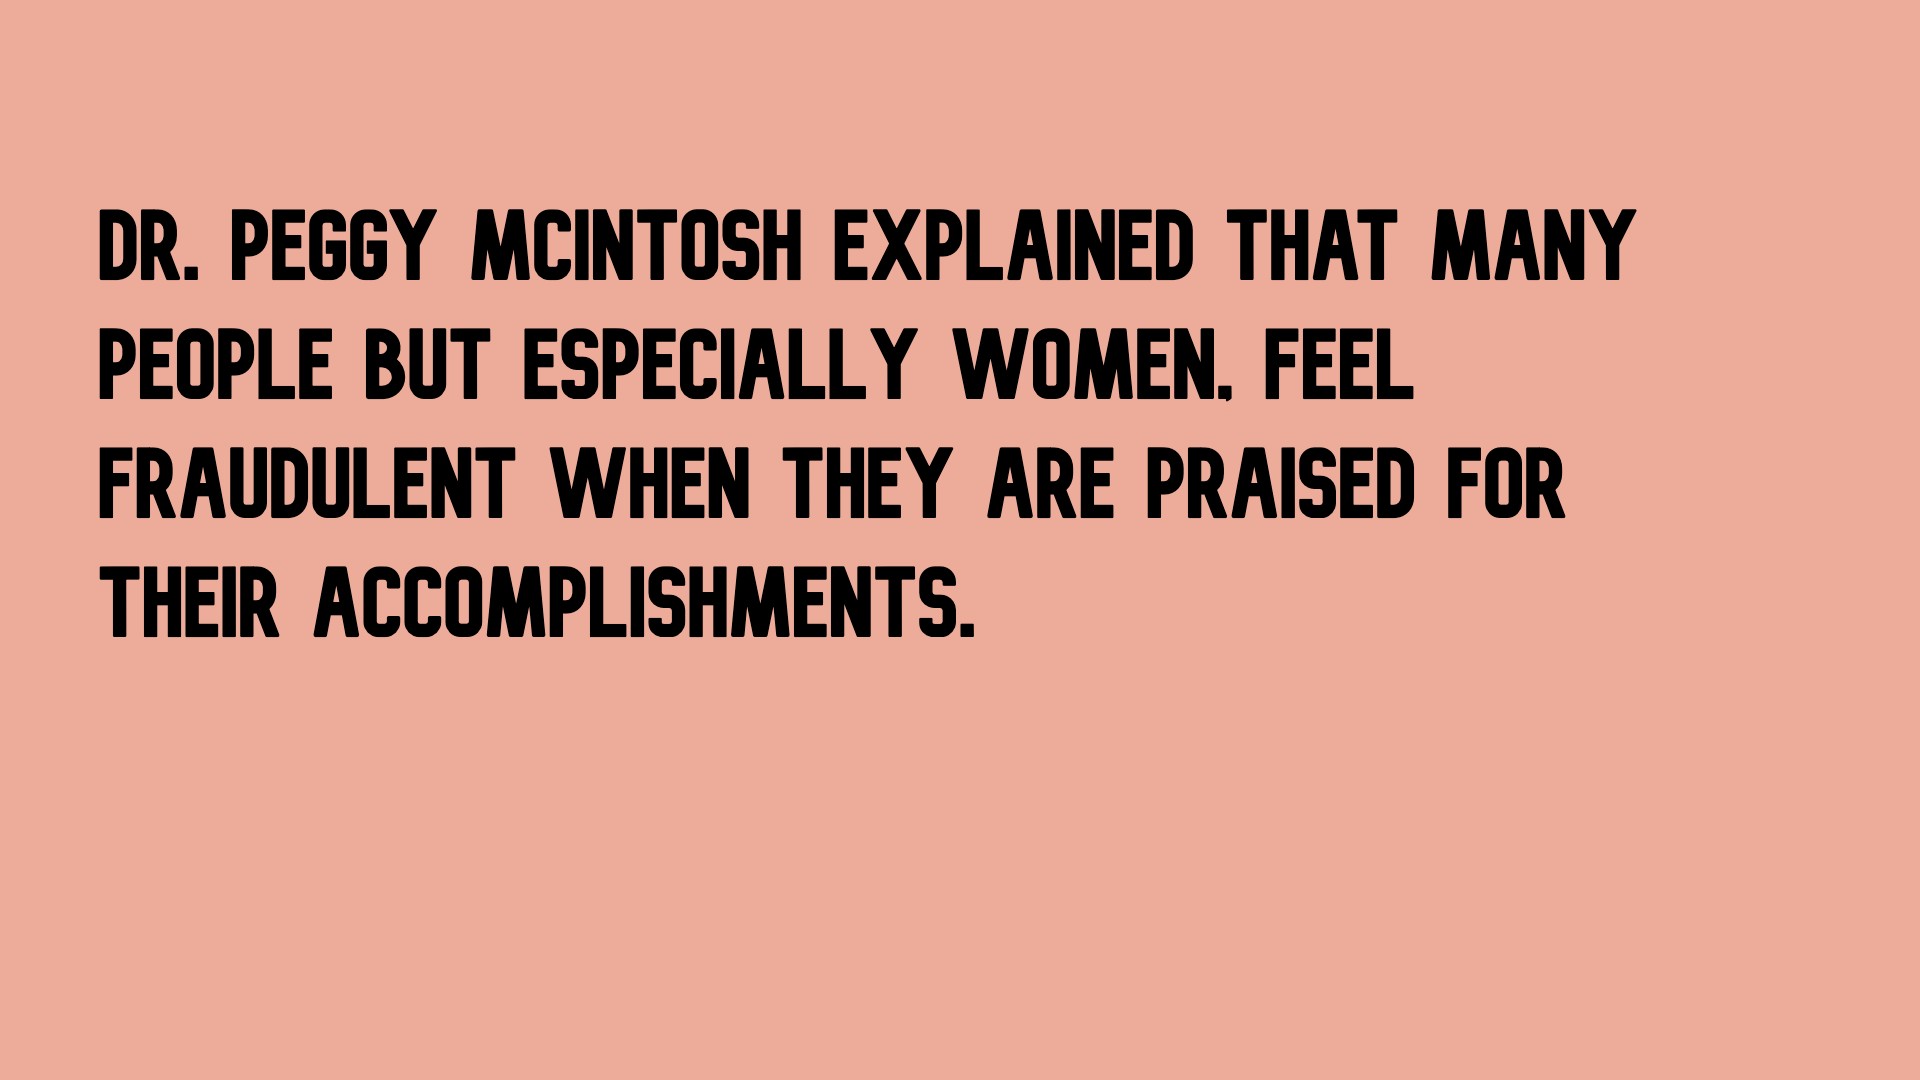 DR. PEGGY MCINTOSH EXPLAINED THAT MANY
PEOPLE BUT ESPECIALLY WOMEN, FEEL
FRAUDULENT WHEN THEY ARE PRAISED FOR
THEIR ACCOMPLISHMENTS.